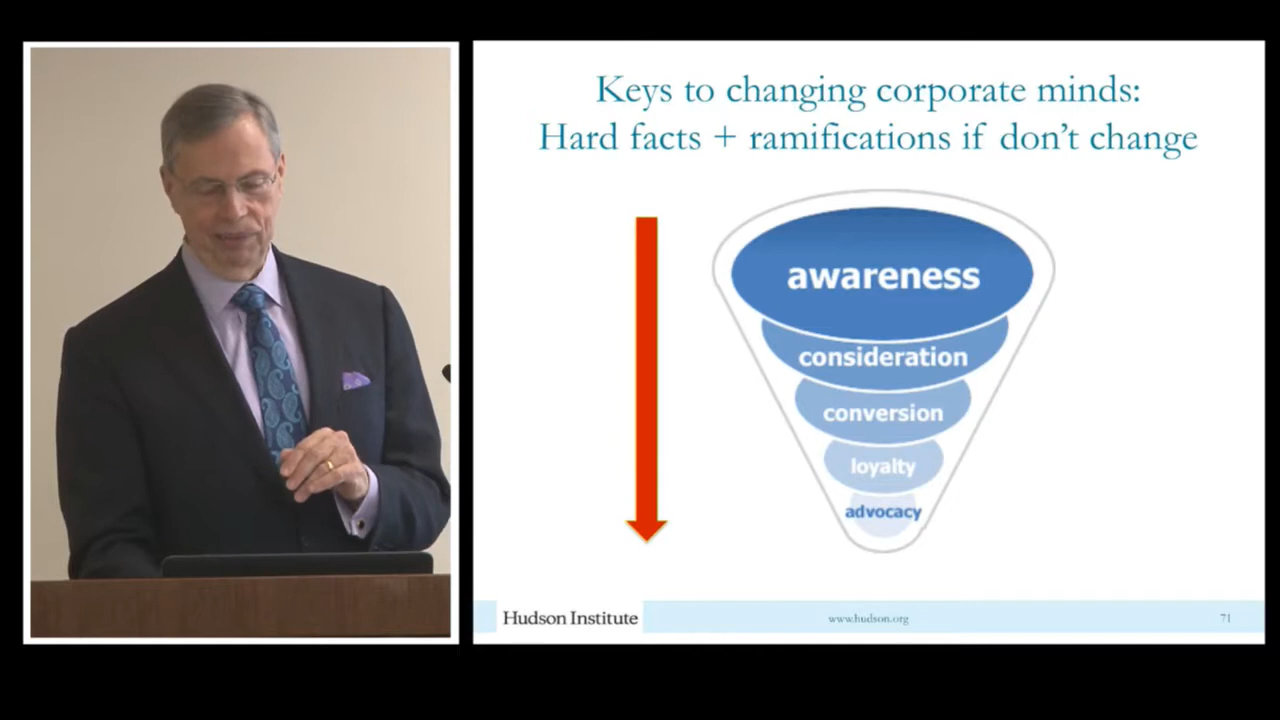 Keys to changing corporate minds:
Hard facts + ramifications if don't change
awareness
consideration
conversion
loyalty
advocacy
Hudson Institute
www.hudson.org
71